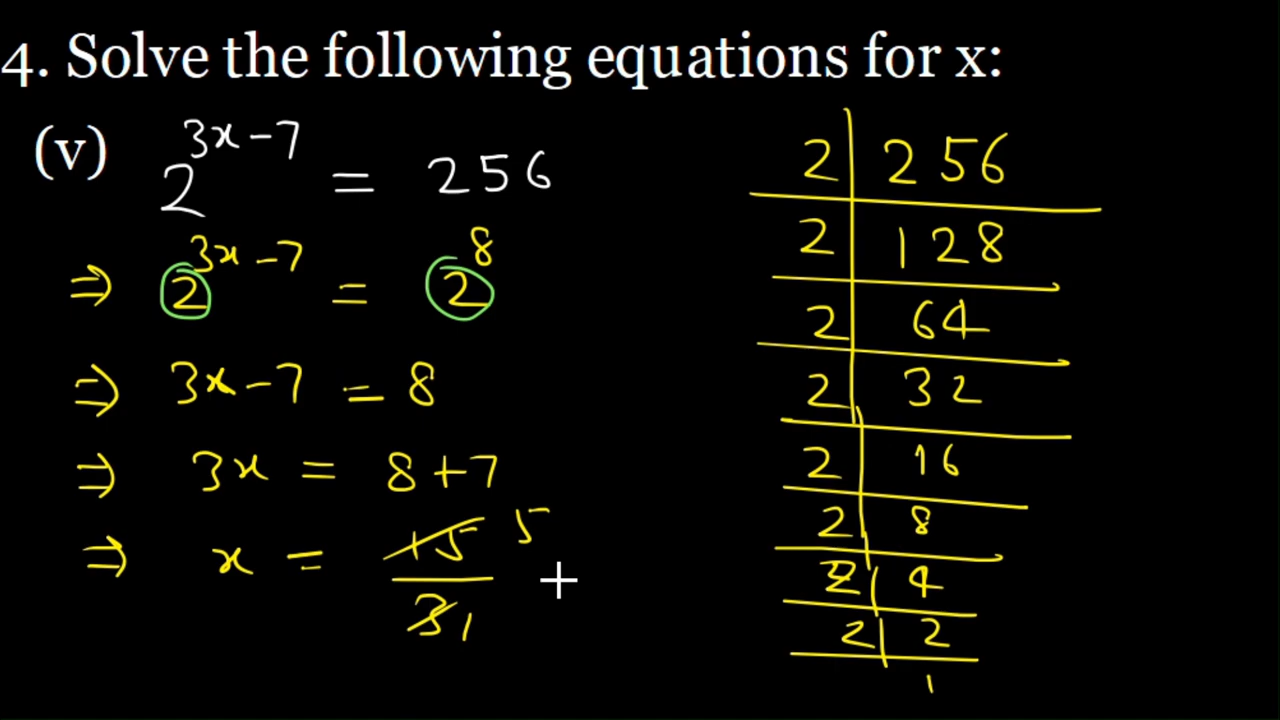 4. Solve the following equations for x:
(v) 2^{3x-7} = 256
⇒ 2^{3x-7} = 2^8
⇒ 3x-7 = 8
⇒ 3x = 8+7
⇒ x = 15/3 5 1
2 | 256
2 | 128
2 | 64
2 | 32
2 | 16
2 | 8
2 | 4
2 | 2
1